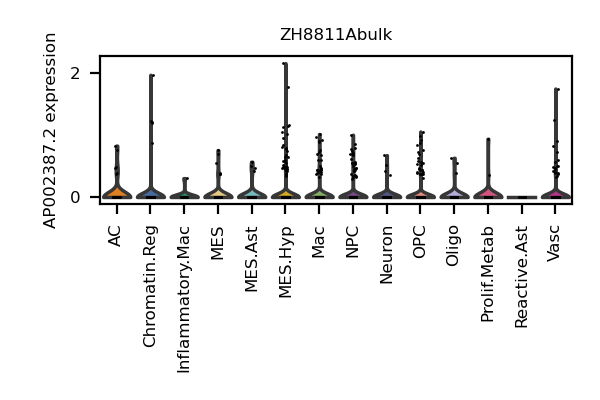 ZH8811Abulk
AP002387.2 expression
2
0
AC
Chromatin.Reg
Inflammatory.Mac
MES
MES.Ast
MES.Hyp
Mac
NPC
Neuron
OPC
Oligo
Prolif.Metab
Reactive.Ast
Vasc